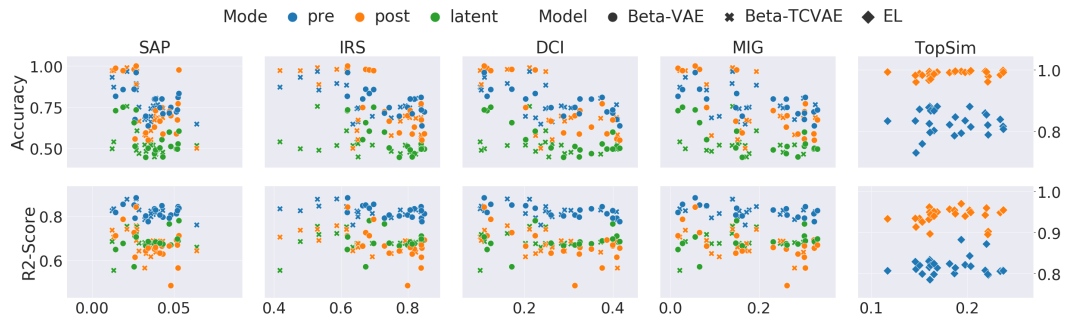 Mode pre post latent Model Beta-VAE Beta-TCVAE EL
SAP IRS DCI MIG TopSim
Accuracy
1.00
0.75
0.50
1.0
0.8
R2-Score
0.8
0.6
1.0
0.9
0.8
0.00 0.05 0.4 0.6 0.8 0.2 0.4 0.0 0.2 0.1 0.2